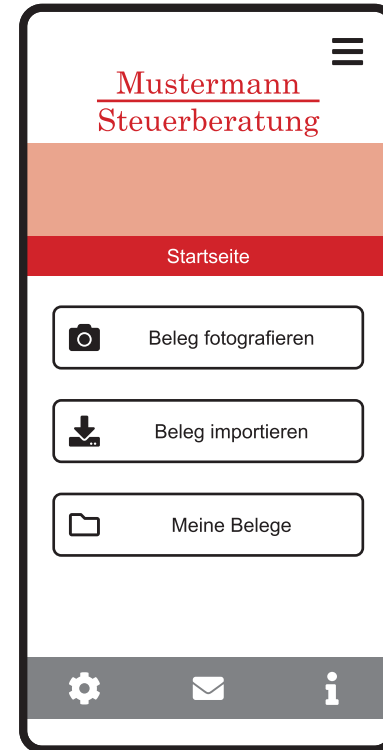 Mustermann
Steuerberatung
Startseite
Beleg fotografieren
Beleg importieren
Meine Belege